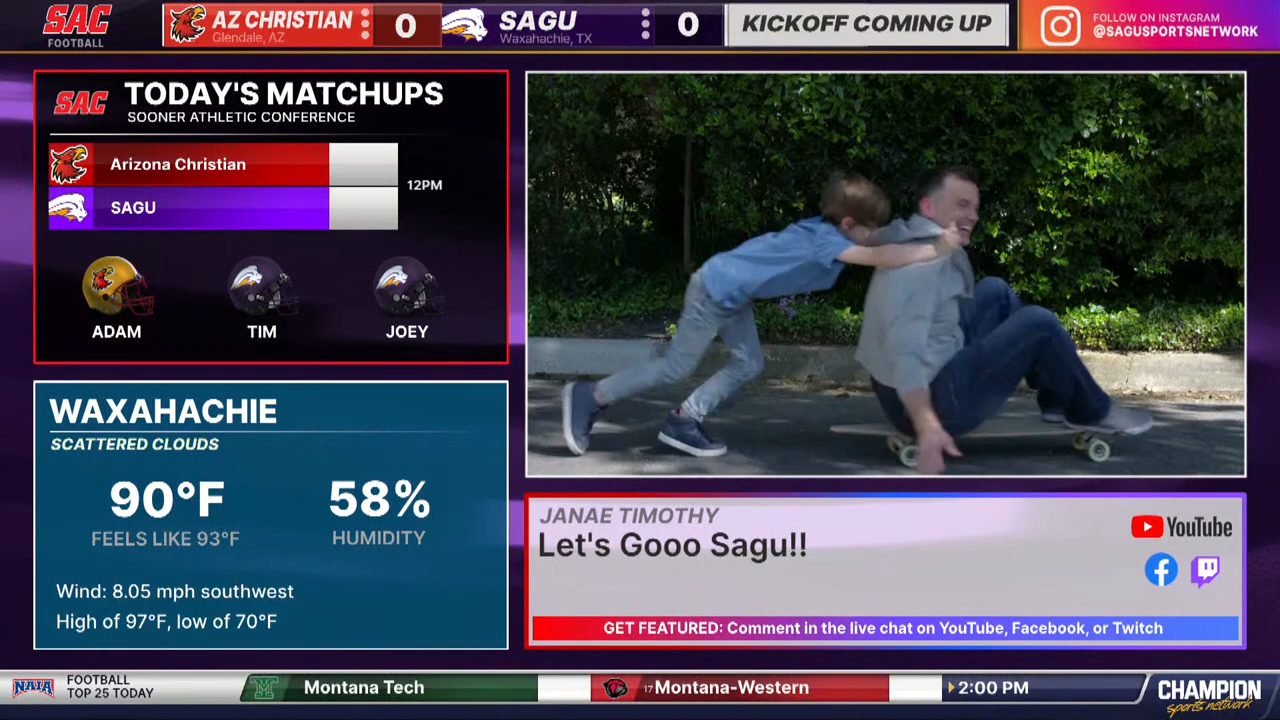 SAC
FOOTBALL
AZ CHRISTIAN
Glendale, AZ
0
SAGU
Waxahachie, TX
0
KICKOFF COMING UP
FOLLOW ON INSTAGRAM
@SAGUSPORTSNETWORK
SAC
TODAY'S MATCHUPS
SOONER ATHLETIC CONFERENCE
Arizona Christian
SAGU
12PM
ADAM
TIM
JOEY
WAXAHACHIE
SCATTERED CLOUDS
90°F
58%
FEELS LIKE 93°F
HUMIDITY
Wind: 8.05 mph southwest
High of 97°F, low of 70°F
JANAE TIMOTHY
Let's Gooo Sagu!!
YouTube
GET FEATURED: Comment in the live chat on YouTube, Facebook, or Twitch
NAIA
FOOTBALL
TOP 25 TODAY
M
Montana Tech
17 Montana-Western
2:00 PM
CHAMPION
sports network